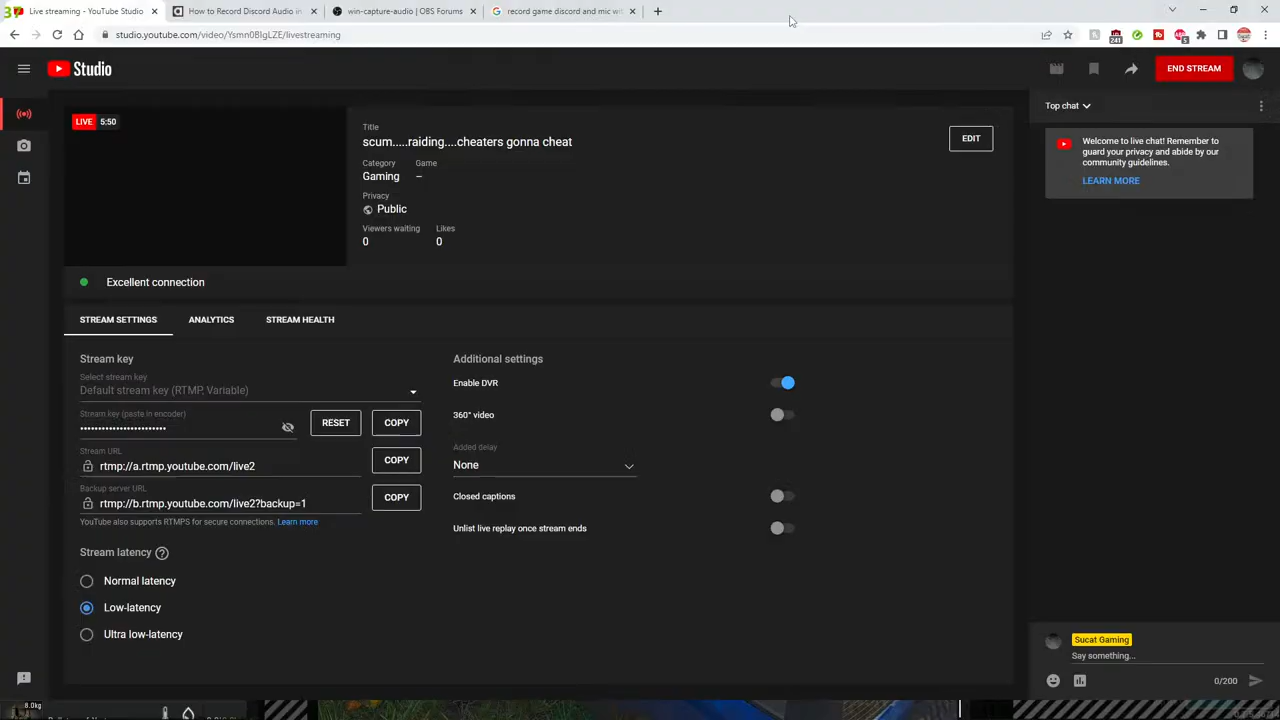 37
Live streaming - YouTube Studio
How to Record Discord Audio in
win-capture-audio | OBS Forums
record game discord and mic wit
studio.youtube.com/video/Ysmn0BlgLZE/livestreaming
241
5
Studio
END STREAM
LIVE 5:50
Title
scum.....raiding....cheaters gonna cheat
EDIT
Category Game
Gaming –
Privacy
Public
Viewers waiting Likes
0 0
Excellent connection
STREAM SETTINGS ANALYTICS STREAM HEALTH
Stream key
Select stream key
Default stream key (RTMP, Variable)
Stream key (paste in encoder)
••••••••••••••••••••••••
RESET COPY
Stream URL
rtmp://a.rtmp.youtube.com/live2
COPY
Backup server URL
rtmp://b.rtmp.youtube.com/live2?backup=1
COPY
YouTube also supports RTMPS for secure connections. Learn more
Stream latency
Normal latency
Low-latency
Ultra low-latency
Additional settings
Enable DVR
360° video
Added delay
None
Closed captions
Unlist live replay once stream ends
Top chat
Welcome to live chat! Remember to
guard your privacy and abide by our
community guidelines.
LEARN MORE
Sucat Gaming
Say something...
0/200
8.0kg